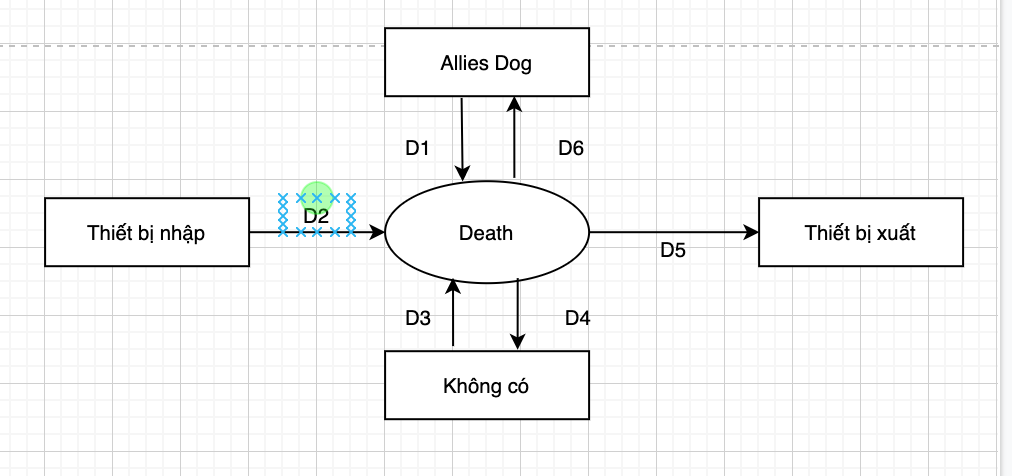 Allies Dog
D1
D6
D2
Thiết bị nhập
Death
Thiết bị xuất
D5
D3
D4
Không có